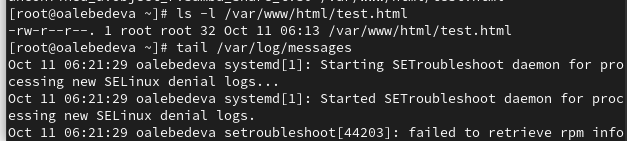 [root@oalebedeva ~]# ls -l /var/www/html/test.html
-rw-r--r--. 1 root root 32 Oct 11 06:13 /var/www/html/test.html
[root@oalebedeva ~]# tail /var/log/messages
Oct 11 06:21:29 oalebedeva systemd[1]: Starting SETroubleshoot daemon for pro
cessing new SELinux denial logs...
Oct 11 06:21:29 oalebedeva systemd[1]: Started SETroubleshoot daemon for proc
essing new SELinux denial logs.
Oct 11 06:21:29 oalebedeva setroubleshoot[44203]: failed to retrieve rpm info